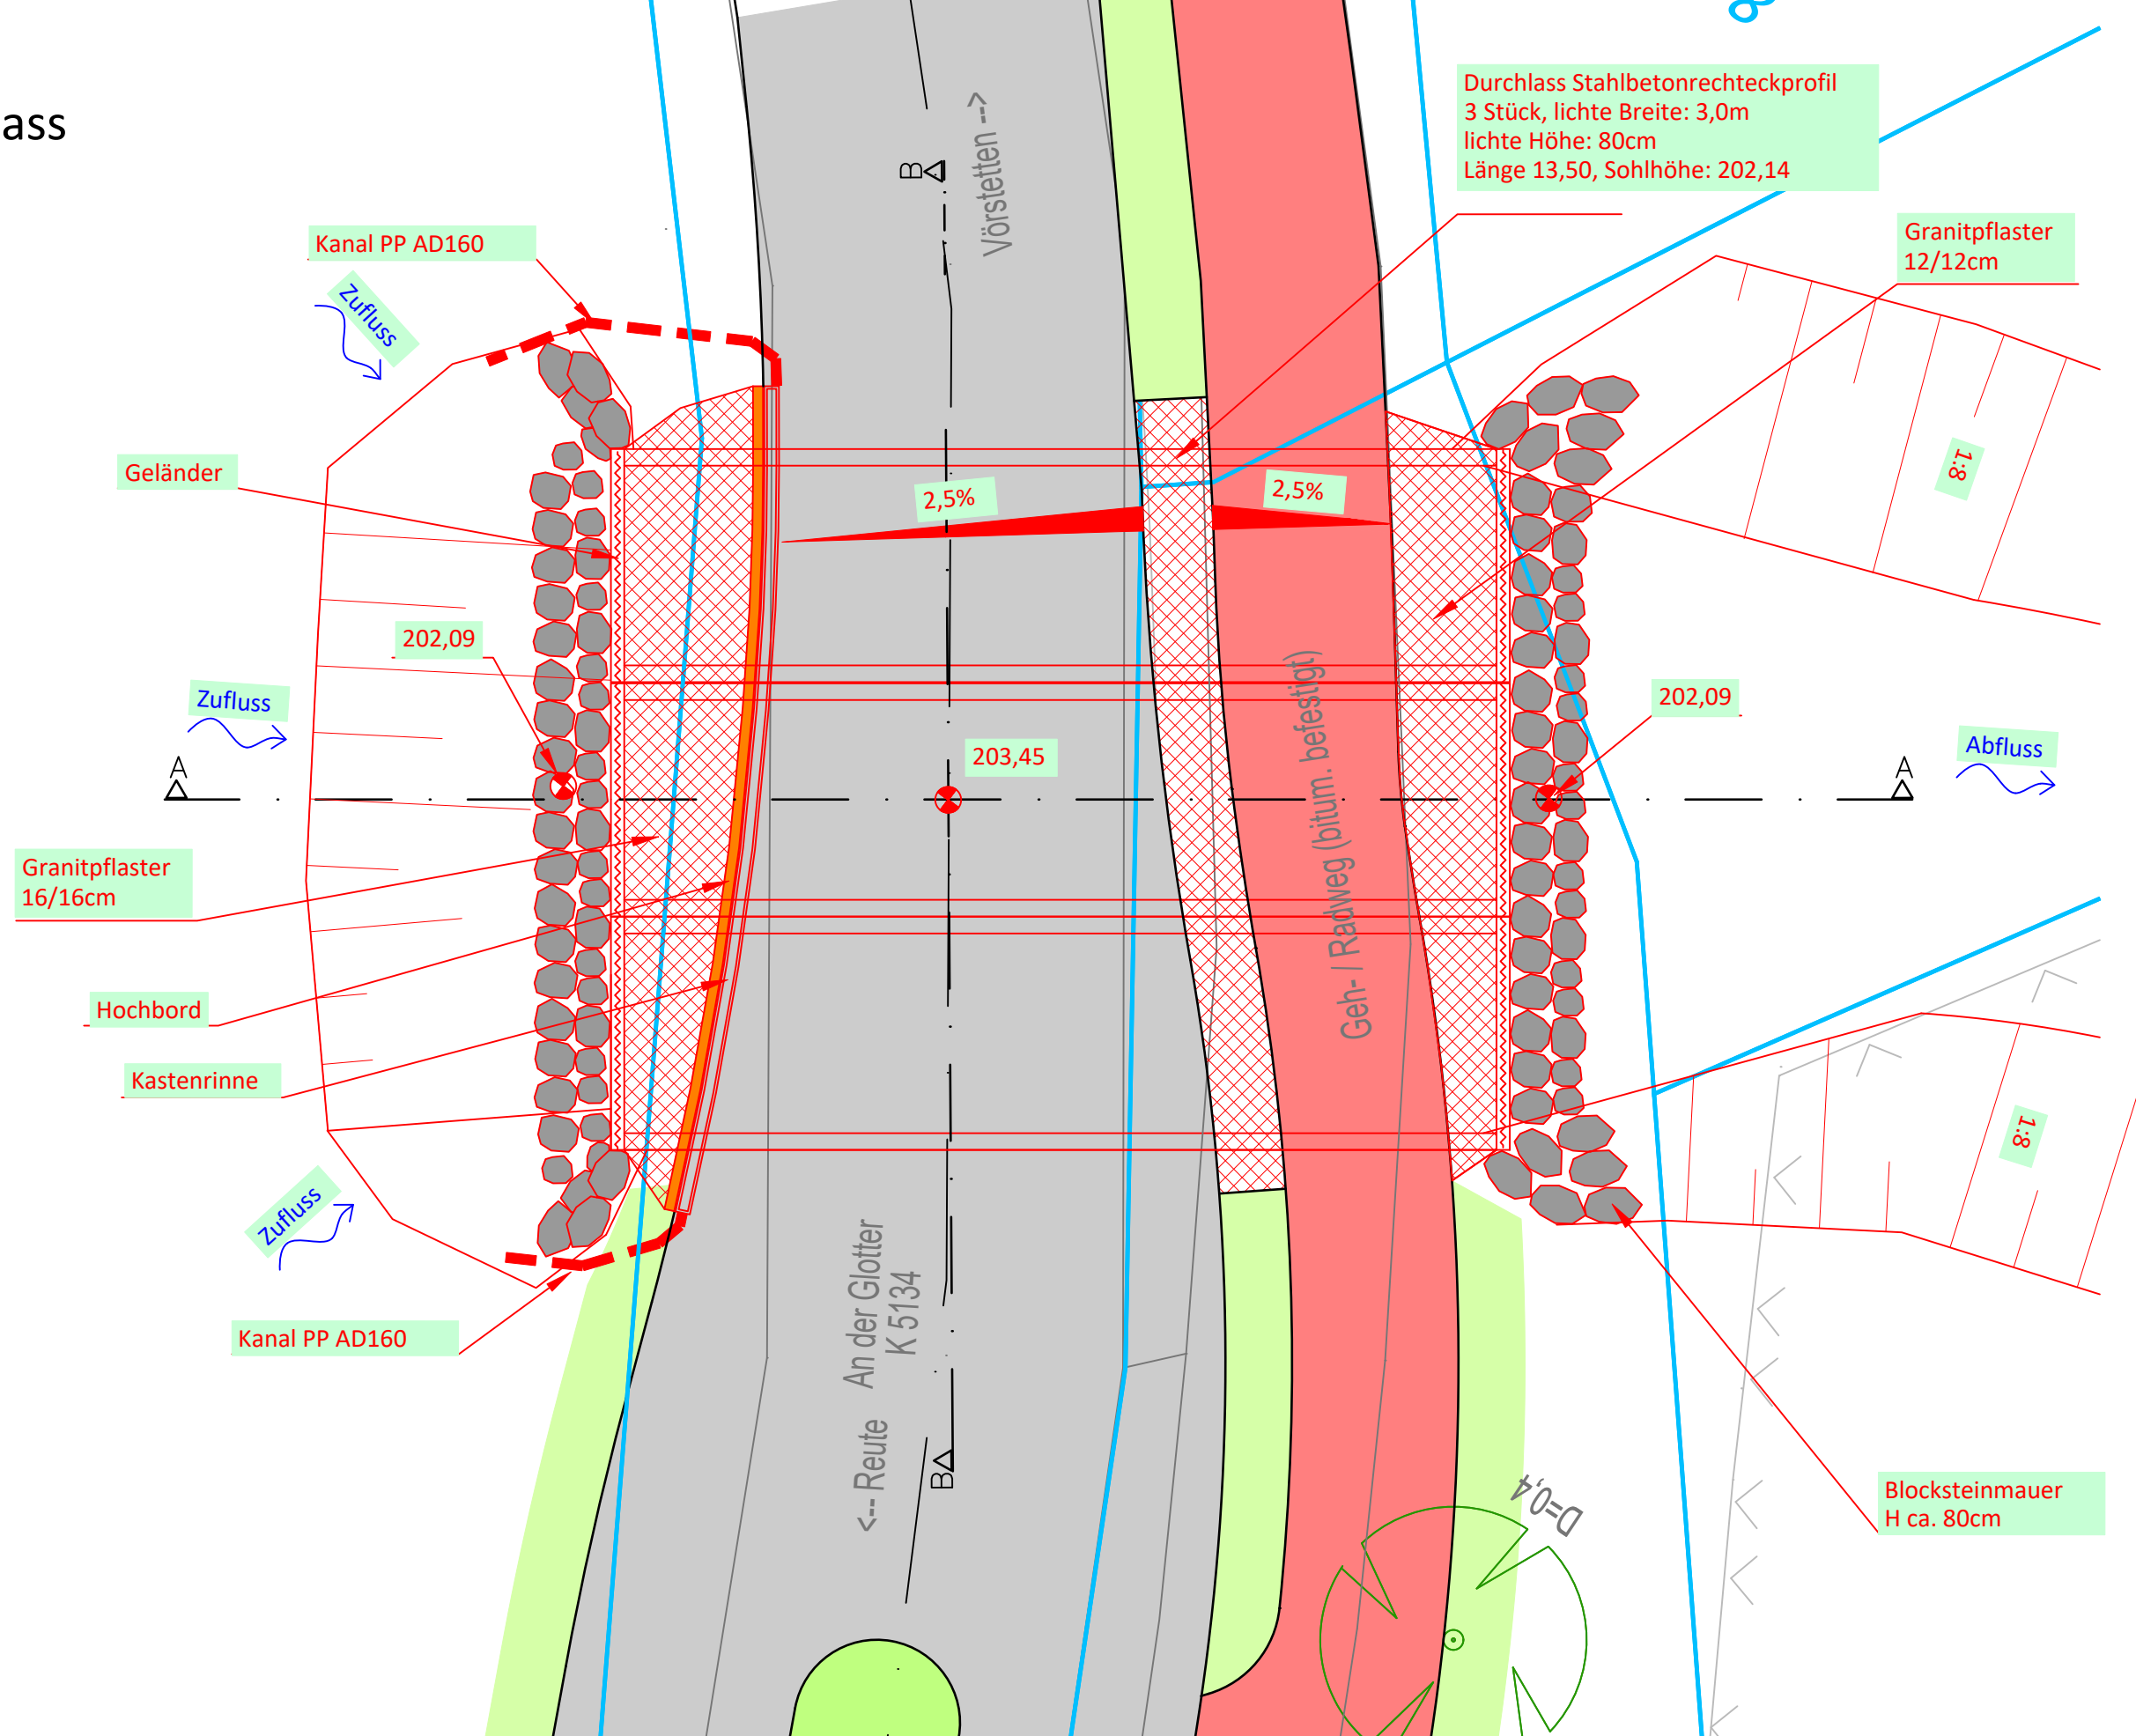 ass
Durchlass Stahlbetonrechteckprofil
3 Stück, lichte Breite: 3,0m
lichte Höhe: 80cm
Länge 13,50, Sohlhöhe: 202,14
B
Vörstetten -->
Granitpflaster
12/12cm
Kanal PP AD160
Zufluss
Geländer
2,5%
2,5%
1:8
202,09
Zufluss
202,09
203,45
Abfluss
A
A
Geh- / Radweg (bitum. befestigt)
Granitpflaster
16/16cm
Hochbord
Kastenrinne
1:8
Zufluss
Kanal PP AD160
<-- Reute An der Glotter
K 5134
B
D=0,4
Blocksteinmauer
H ca. 80cm